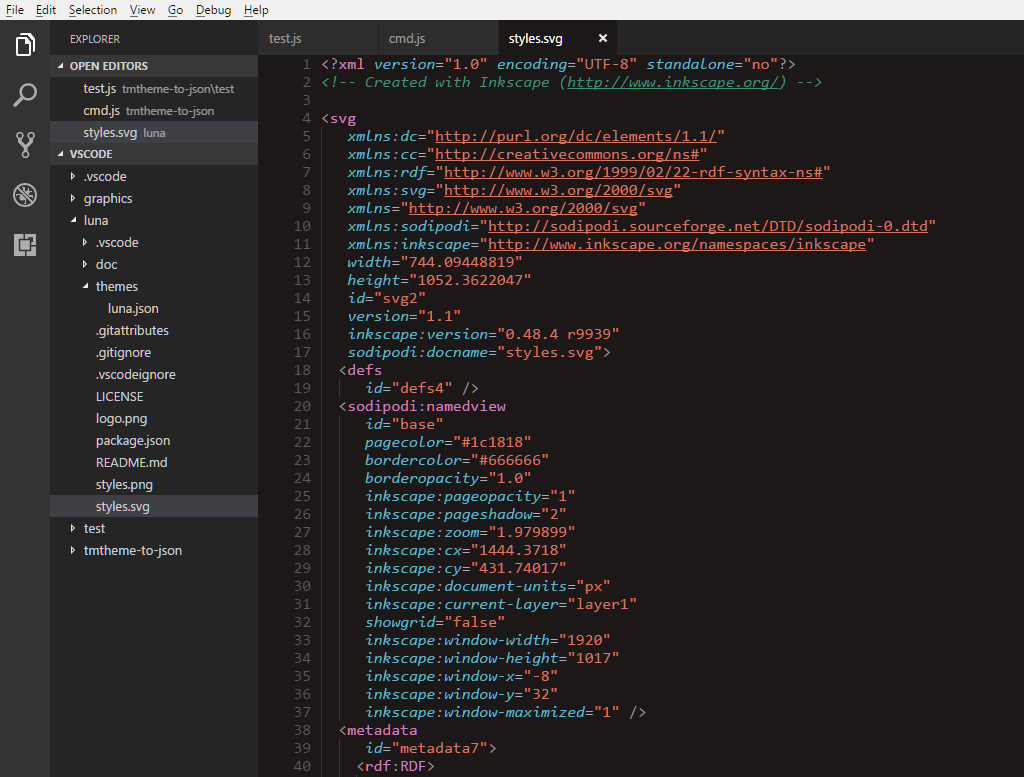 File Edit Selection View Go Debug Help
EXPLORER
OPEN EDITORS
test.js tmtheme-to-json\test
cmd.js tmtheme-to-json
styles.svg luna
VSCODE
.vscode
graphics
luna
.vscode
doc
themes
luna.json
.gitattributes
.gitignore
.vscodeignore
LICENSE
logo.png
package.json
README.md
styles.png
styles.svg
test
tmtheme-to-json
test.js cmd.js styles.svg ×
1 <?xml version="1.0" encoding="UTF-8" standalone="no"?>
2 <!-- Created with Inkscape (http://www.inkscape.org/) -->
3
4 <svg
5 xmlns:dc="http://purl.org/dc/elements/1.1/"
6 xmlns:cc="http://creativecommons.org/ns#"
7 xmlns:rdf="http://www.w3.org/1999/02/22-rdf-syntax-ns#"
8 xmlns:svg="http://www.w3.org/2000/svg"
9 xmlns="http://www.w3.org/2000/svg"
10 xmlns:sodipodi="http://sodipodi.sourceforge.net/DTD/sodipodi-0.dtd"
11 xmlns:inkscape="http://www.inkscape.org/namespaces/inkscape"
12 width="744.09448819"
13 height="1052.3622047"
14 id="svg2"
15 version="1.1"
16 inkscape:version="0.48.4 r9939"
17 sodipodi:docname="styles.svg">
18 <defs
19 id="defs4" />
20 <sodipodi:namedview
21 id="base"
22 pagecolor="#1c1818"
23 bordercolor="#666666"
24 borderopacity="1.0"
25 inkscape:pageopacity="1"
26 inkscape:pageshadow="2"
27 inkscape:zoom="1.979899"
28 inkscape:cx="1444.3718"
29 inkscape:cy="431.74017"
30 inkscape:document-units="px"
31 inkscape:current-layer="layer1"
32 showgrid="false"
33 inkscape:window-width="1920"
34 inkscape:window-height="1017"
35 inkscape:window-x="-8"
36 inkscape:window-y="32"
37 inkscape:window-maximized="1" />
38 <metadata
39 id="metadata7">
40 <rdf:RDF>